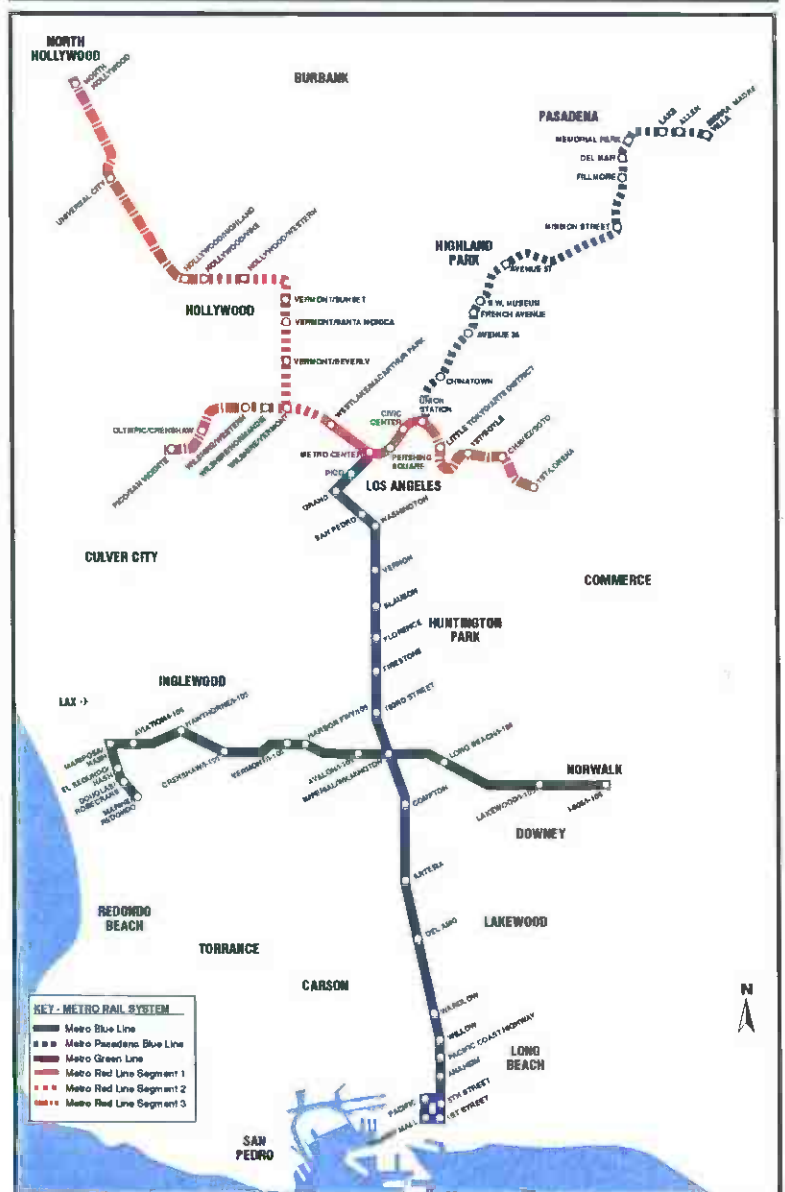 NORTH
HOLLYWOOD
NORTH
HOLLYWOOD
BURBANK
PASADENA
LAKE
ALLEN
SIERRA MADRE
VILLA
MEMORIAL PARK
DEL MAR
FILLMORE
MISSION STREET
UNIVERSAL CITY
HOLLYWOOD/HIGHLAND
HOLLYWOOD/VINE
HOLLYWOOD/WESTERN
HIGHLAND
PARK
AVENUE 57
S.W. MUSEUM
FRENCH AVENUE
AVENUE 26
HOLLYWOOD
VERMONT/SUNSET
VERMONT/SANTA MONICA
VERMONT/BEVERLY
WESTLAKE/MACARTHUR PARK
CHINATOWN
UNION
STATION
CIVIC
CENTER
LITTLE TOKYO/ARTS DISTRICT
1ST/BOYLE
CHAVEZ/SOTO
1ST/LORENA
OLYMPIC/CRENSHAW
PICO/SAN VICENTE
WILSHIRE/WESTERN
WILSHIRE/NORMANDIE
WILSHIRE/VERMONT
METRO CENTER
PERSHING
SQUARE
PICO
LOS ANGELES
GRAND
SAN PEDRO
WASHINGTON
CULVER CITY
VERNON
COMMERCE
SLAUSON
FLORENCE
HUNTINGTON
PARK
FIRESTONE
INGLEWOOD
LAX →
103RD STREET
AVIATION/I-105
HAWTHORNE/I-105
HARBOR FWY/I-105
MARIPOSA/
NASH
EL SEGUNDO/
NASH
DOUGLAS/
ROSECRANS
MARINE/
REDONDO
CRENSHAW/I-105
VERMONT/I-105
AVALON/I-105
IMPERIAL/WILMINGTON
LONG BEACH/I-105
NORWALK
LAKEWOOD/I-105
I-605/I-105
COMPTON
DOWNEY
ARTESIA
REDONDO
BEACH
LAKEWOOD
DEL AMO
TORRANCE
CARSON
WARDLOW
N
KEY - METRO RAIL SYSTEM
Metro Blue Line
Metro Pasadena Blue Line
Metro Green Line
Metro Red Line Segment 1
Metro Red Line Segment 2
Metro Red Line Segment 3
WILLOW
PACIFIC COAST HIGHWAY
ANAHEIM
LONG
BEACH
PACIFIC
5TH STREET
MALL
1ST STREET
SAN
PEDRO